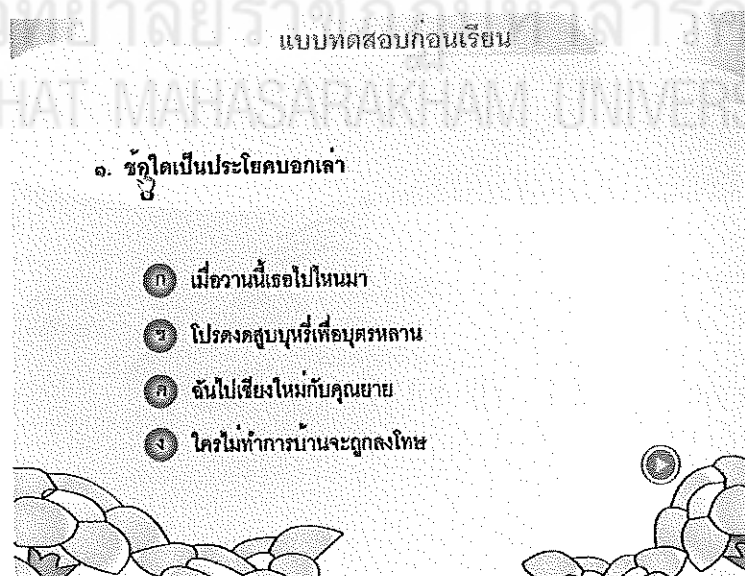 แบบทดสอบก่อนเรียน
HAT MAHASARAKHAM UNIVERS
๑. ข้อใดเป็นประโยคบอกเล่า
ก เมื่อวานนี้เธอไปไหนมา
ข โปรดงดสูบบุหรี่เพื่อบุตรหลาน
ค ฉันไปเชียงใหม่กับคุณยาย
ง ใครไม่ทำการบ้านจะถูกลงโทษ